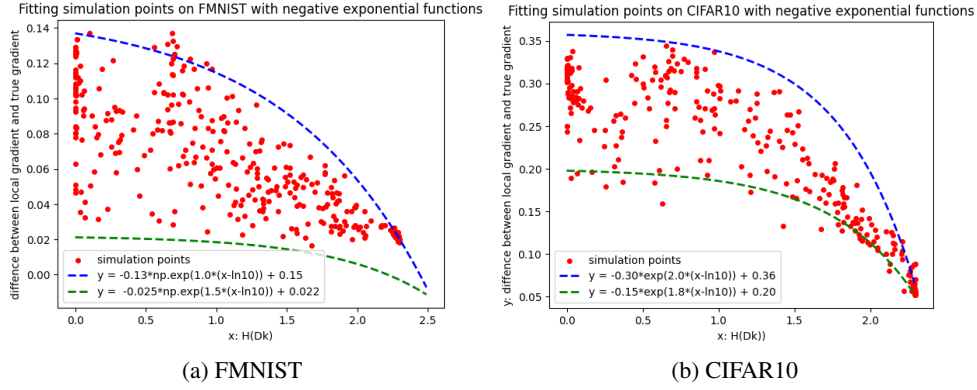 Fitting simulation points on FMNIST with negative exponential functions
diffence between local gradient and true gradient
0.14
0.12
0.10
0.08
0.06
0.04
0.02
0.00
simulation points
y = -0.13*np.exp(1.0*(x-ln10)) + 0.15
y = -0.025*np.exp(1.5*(x-ln10)) + 0.022
0.0 0.5 1.0 1.5 2.0 2.5
x: H(Dk)
(a) FMNIST
Fitting simulation points on CIFAR10 with negative exponential functions
y: diffence between local gradient and true gradient
0.35
0.30
0.25
0.20
0.15
0.10
0.05
simulation points
y = -0.30*exp(2.0*(x-ln10)) + 0.36
y = -0.15*exp(1.8*(x-ln10)) + 0.20
0.0 0.5 1.0 1.5 2.0
x: H(Dk))
(b) CIFAR10